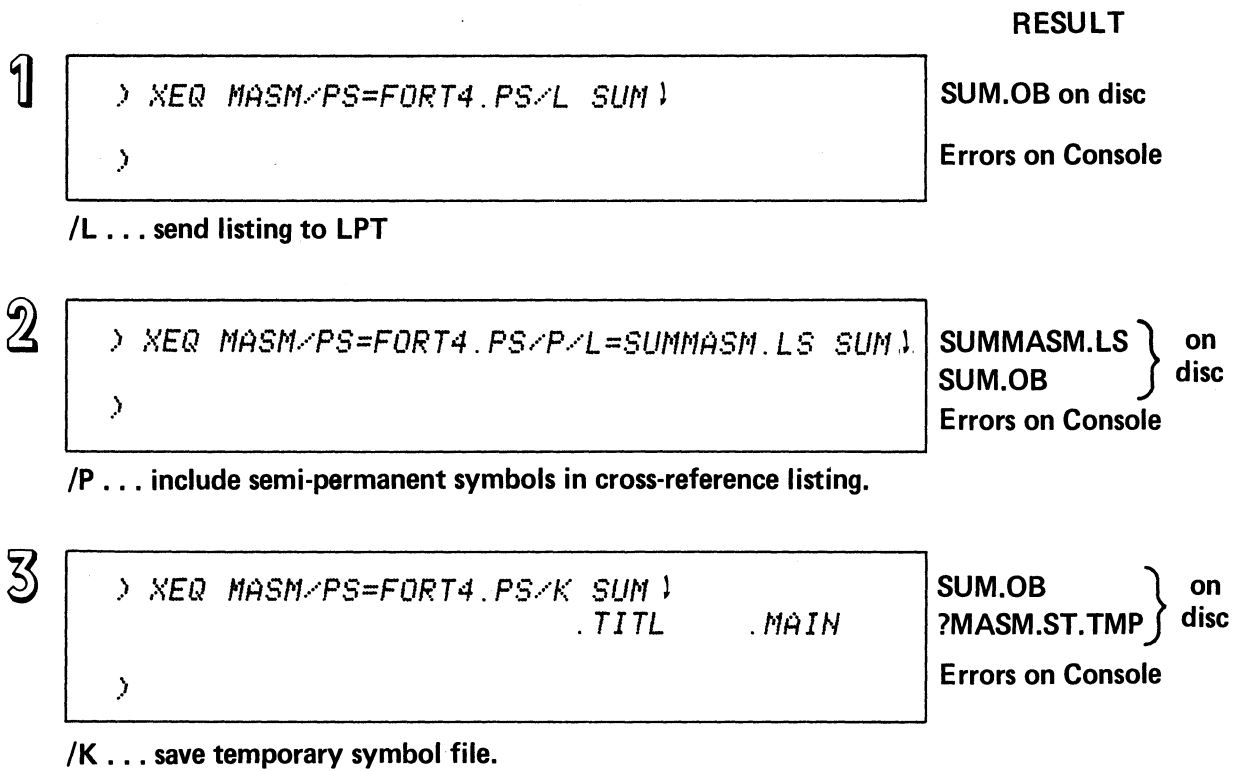 RESULT
1
) XEQ MASM/PS=FORT4.PS/L SUM ⤶
SUM.OB on disc
)
Errors on Console
/L . . . send listing to LPT
2
) XEQ MASM/PS=FORT4.PS/P/L=SUMMASM.LS SUM ⤶
SUMMASM.LS
SUM.OB
on
disc
)
Errors on Console
/P . . . include semi-permanent symbols in cross-reference listing.
3
) XEQ MASM/PS=FORT4.PS/K SUM ⤶
.TITL .MAIN
SUM.OB
?MASM.ST.TMP
on
disc
)
Errors on Console
/K . . . save temporary symbol file.